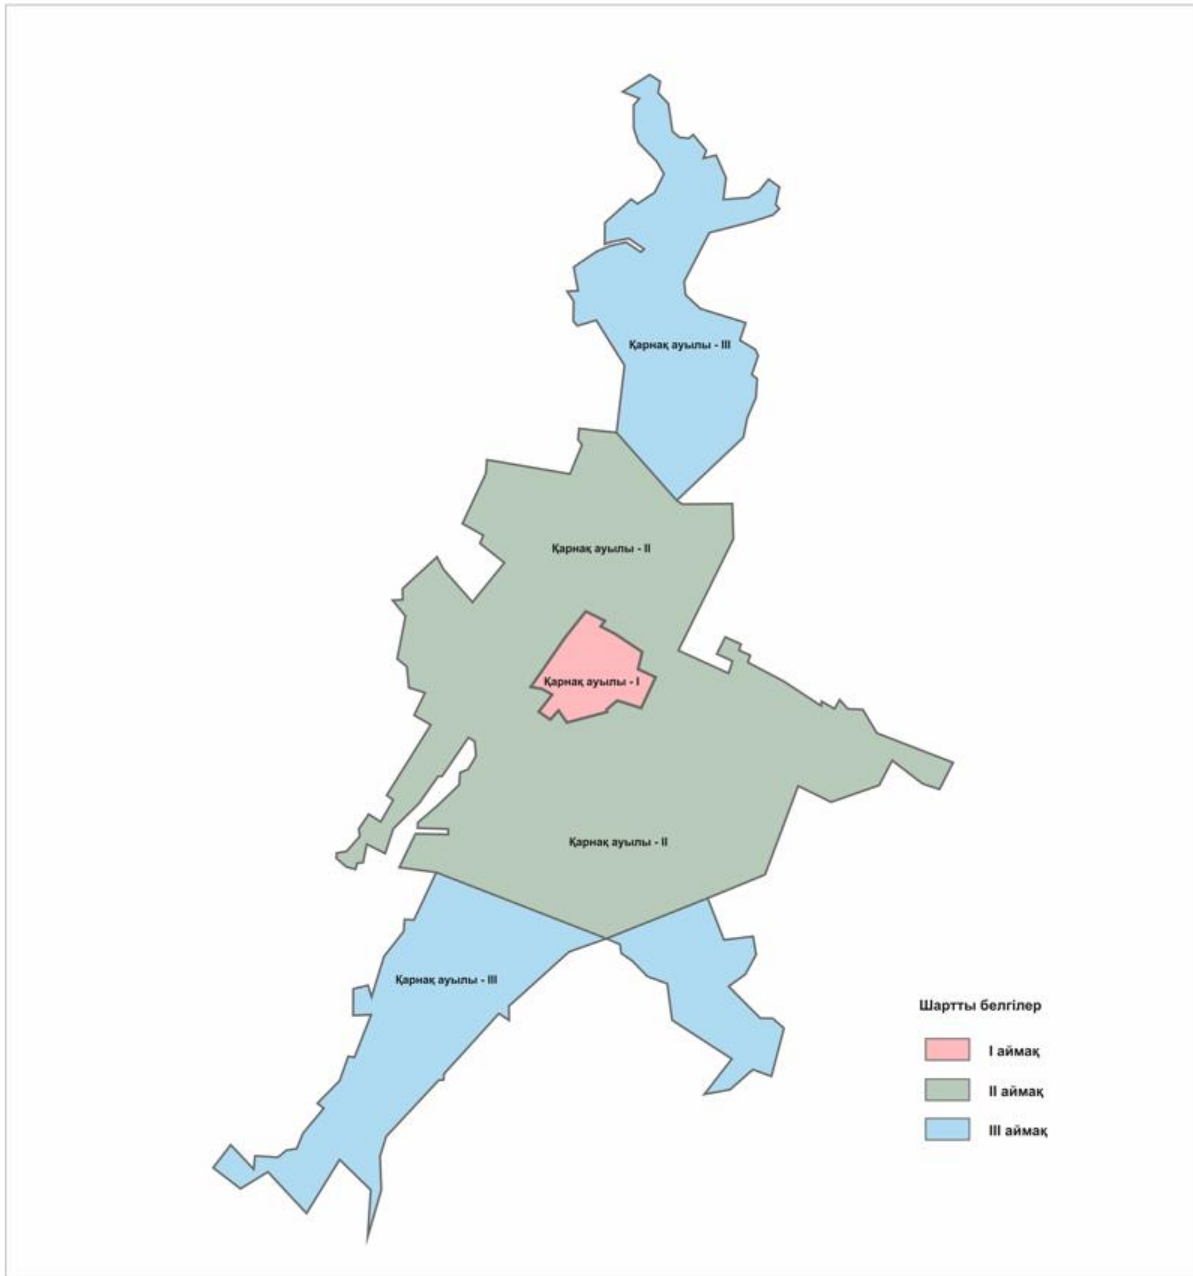 Қарнақ ауылы - III
Қарнақ ауылы - II
Қарнақ ауылы - I
Қарнақ ауылы - II
Қарнақ ауылы - III
Шартты белгілер
I аймақ
II аймақ
III аймақ